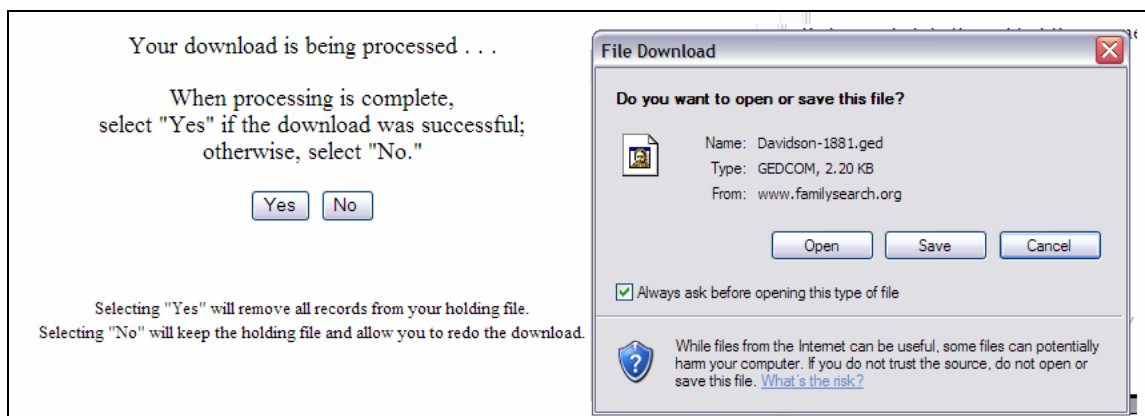 Your download is being processed . . .
When processing is complete,
select "Yes" if the download was successful;
otherwise, select "No."
Yes No
Selecting "Yes" will remove all records from your holding file.
Selecting "No" will keep the holding file and allow you to redo the download.
File Download
Do you want to open or save this file?
Name: Davidson-1881.ged
Type: GEDCOM, 2.20 KB
From: www.familysearch.org
Open Save Cancel
Always ask before opening this type of file
While files from the Internet can be useful, some files can potentially
harm your computer. If you do not trust the source, do not open or
save this file. What's the risk?